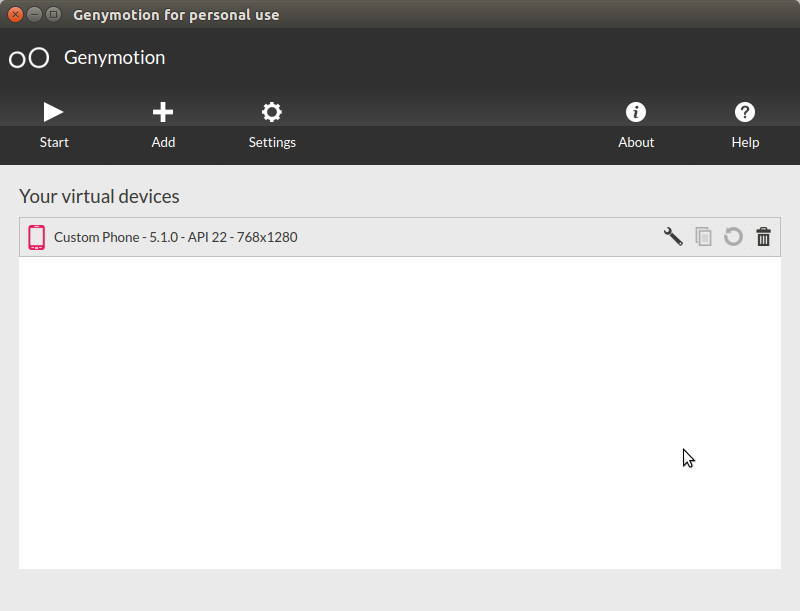 Genymotion for personal use
Genymotion
Start Add Settings About Help
Your virtual devices
Custom Phone - 5.1.0 - API 22 - 768x1280